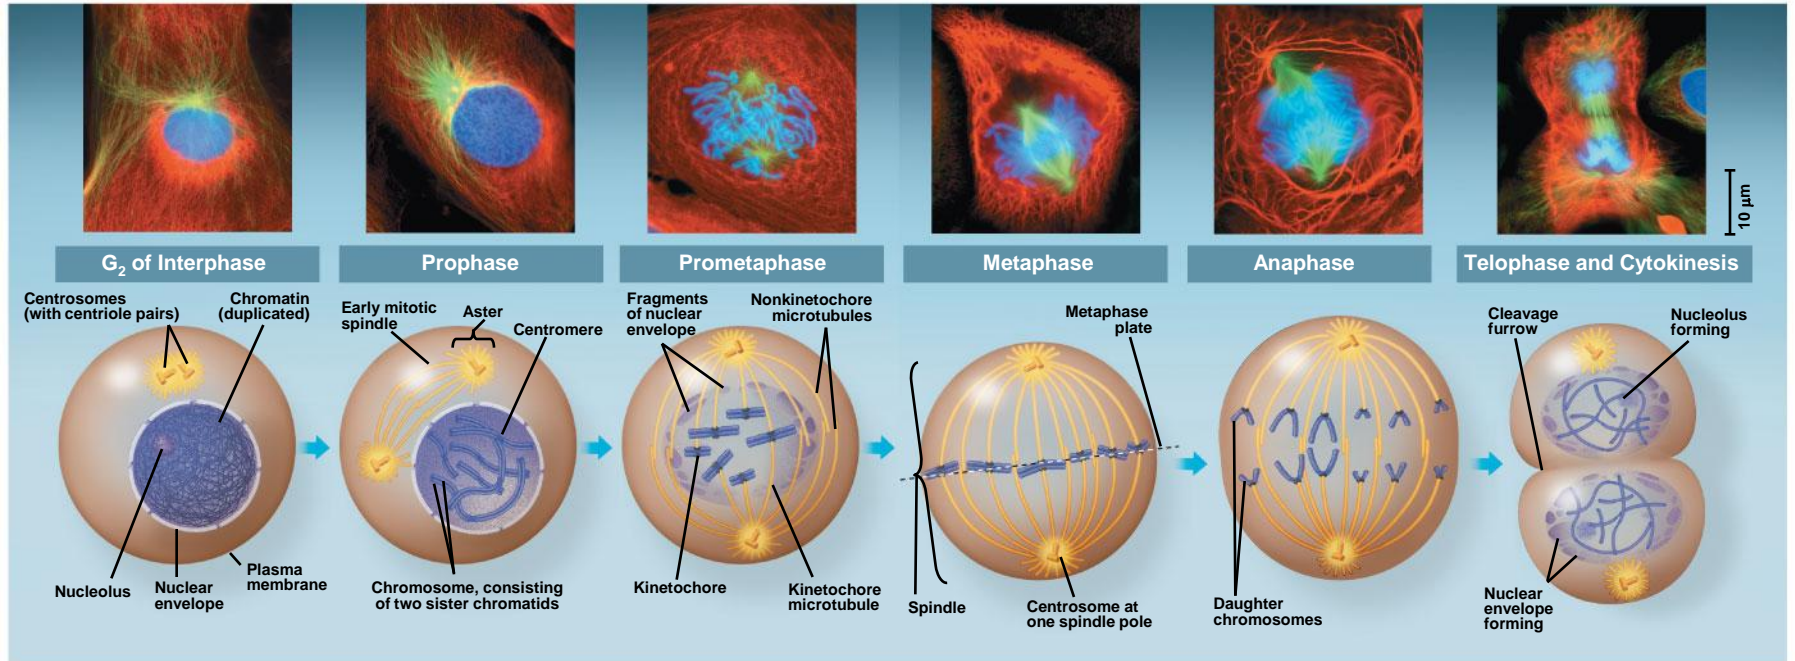 10 µm
G2 of Interphase
Prophase
Prometaphase
Metaphase
Anaphase
Telophase and Cytokinesis
Centrosomes
(with centriole pairs)
Chromatin
(duplicated)
Nucleolus
Nuclear
envelope
Plasma
membrane
Early mitotic
spindle
Aster
Centromere
Chromosome, consisting
of two sister chromatids
Fragments
of nuclear
envelope
Nonkinetochore
microtubules
Kinetochore
Kinetochore
microtubule
Metaphase
plate
Spindle
Centrosome at
one spindle pole
Daughter
chromosomes
Cleavage
furrow
Nucleolus
forming
Nuclear
envelope
forming